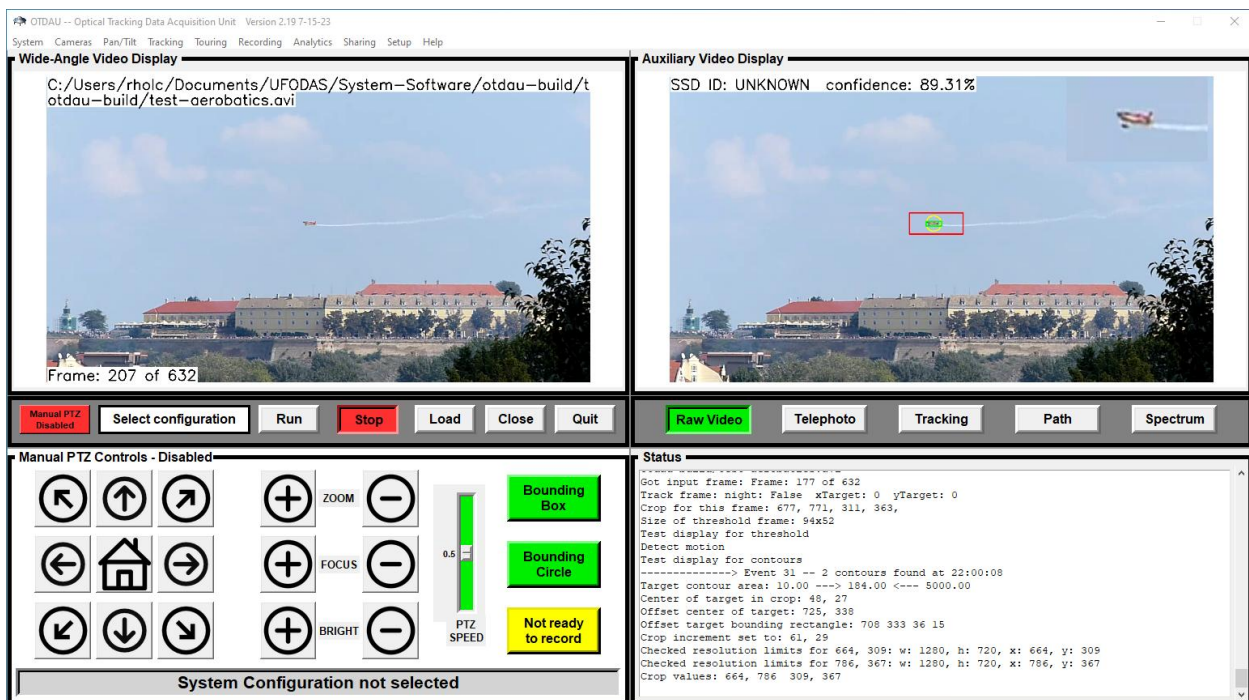 OTDAU -- Optical Tracking Data Acquisition Unit Version 2.19 7-15-23
System Cameras Pan/Tilt Tracking Touring Recording Analytics Sharing Setup Help
Wide-Angle Video Display
C:/Users/rholc/Documents/UFODAS/System-Software/otdau-build/t
otdau-build/test-aerobatics.avi
Frame: 207 of 632
Auxiliary Video Display
SSD ID: UNKNOWN confidence: 89.31%
Manual PTZ
Disabled
Select configuration
Run
Stop
Load
Close
Quit
Raw Video
Telephoto
Tracking
Path
Spectrum
Manual PTZ Controls - Disabled
ZOOM
FOCUS
BRIGHT
0.5
PTZ
SPEED
Bounding
Box
Bounding
Circle
Not ready
to record
System Configuration not selected
Status
Got input frame: Frame: 177 of 632
Track frame: night: False xTarget: 0 yTarget: 0
Crop for this frame: 677, 771, 311, 363,
Size of threshold frame: 94x52
Test display for threshold
Detect motion
Test display for contours
--------------> Event 31 -- 2 contours found at 22:00:08
Target contour area: 10.00 ---> 184.00 <--- 5000.00
Center of target in crop: 48, 27
Offset center of target: 725, 338
Offset target bounding rectangle: 708 333 36 15
Crop increment set to: 61, 29
Checked resolution limits for 664, 309: w: 1280, h: 720, x: 664, y: 309
Checked resolution limits for 786, 367: w: 1280, h: 720, x: 786, y: 367
Crop values: 664, 786 309, 367